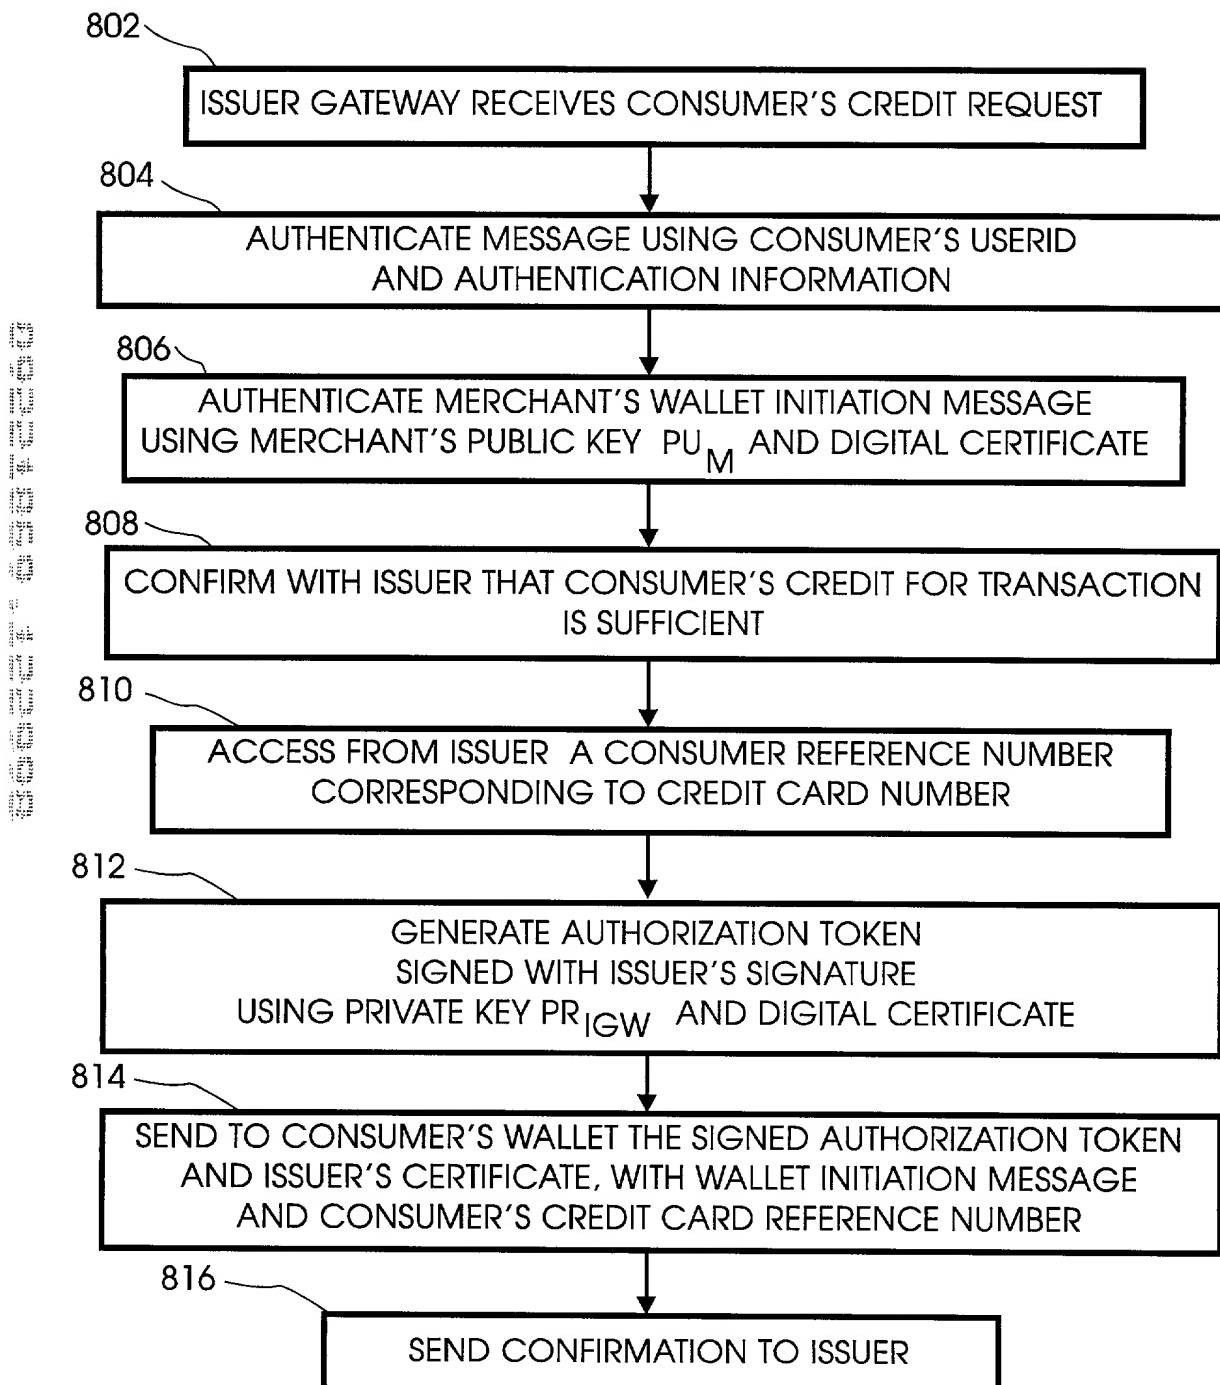 802
ISSUER GATEWAY RECEIVES CONSUMER'S CREDIT REQUEST
804
AUTHENTICATE MESSAGE USING CONSUMER'S USERID
AND AUTHENTICATION INFORMATION
806
AUTHENTICATE MERCHANT'S WALLET INITIATION MESSAGE
USING MERCHANT'S PUBLIC KEY PU_M AND DIGITAL CERTIFICATE
808
CONFIRM WITH ISSUER THAT CONSUMER'S CREDIT FOR TRANSACTION
IS SUFFICIENT
810
ACCESS FROM ISSUER A CONSUMER REFERENCE NUMBER
CORRESPONDING TO CREDIT CARD NUMBER
812
GENERATE AUTHORIZATION TOKEN
SIGNED WITH ISSUER'S SIGNATURE
USING PRIVATE KEY PR_IGW AND DIGITAL CERTIFICATE
814
SEND TO CONSUMER'S WALLET THE SIGNED AUTHORIZATION TOKEN
AND ISSUER'S CERTIFICATE, WITH WALLET INITIATION MESSAGE
AND CONSUMER'S CREDIT CARD REFERENCE NUMBER
816
SEND CONFIRMATION TO ISSUER